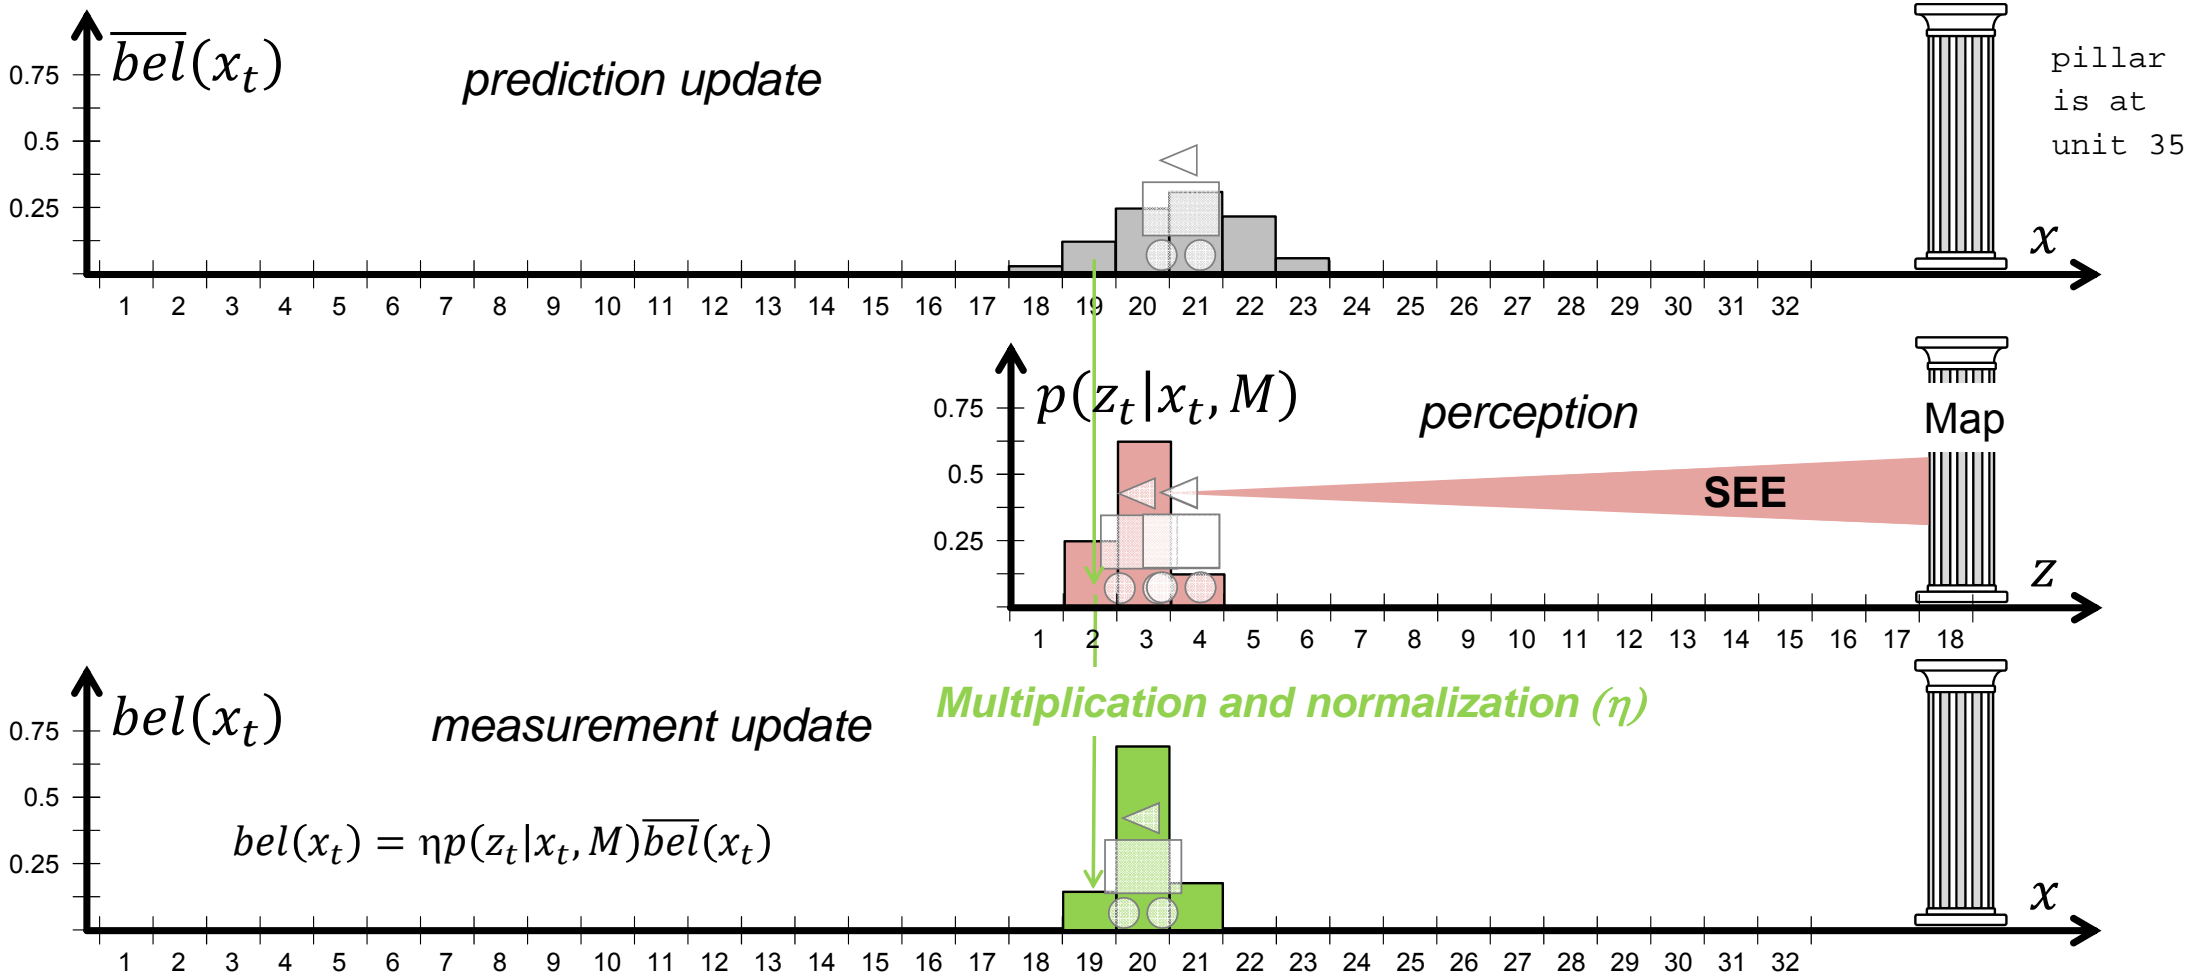 0.75
0.5
0.25
$\overline{bel}(x_t)$
prediction update
pillar
is at
unit 35
x
1 2 3 4 5 6 7 8 9 10 11 12 13 14 15 16 17 18 19 20 21 22 23 24 25 26 27 28 29 30 31 32
0.75
0.5
0.25
$p(z_t|x_t, M)$
perception
Map
SEE
z
1 2 3 4 5 6 7 8 9 10 11 12 13 14 15 16 17 18
Multiplication and normalization (η)
0.75
0.5
0.25
$bel(x_t)$
measurement update
$bel(x_t) = ηp(z_t|x_t, M)\overline{bel}(x_t)$
x
1 2 3 4 5 6 7 8 9 10 11 12 13 14 15 16 17 18 19 20 21 22 23 24 25 26 27 28 29 30 31 32